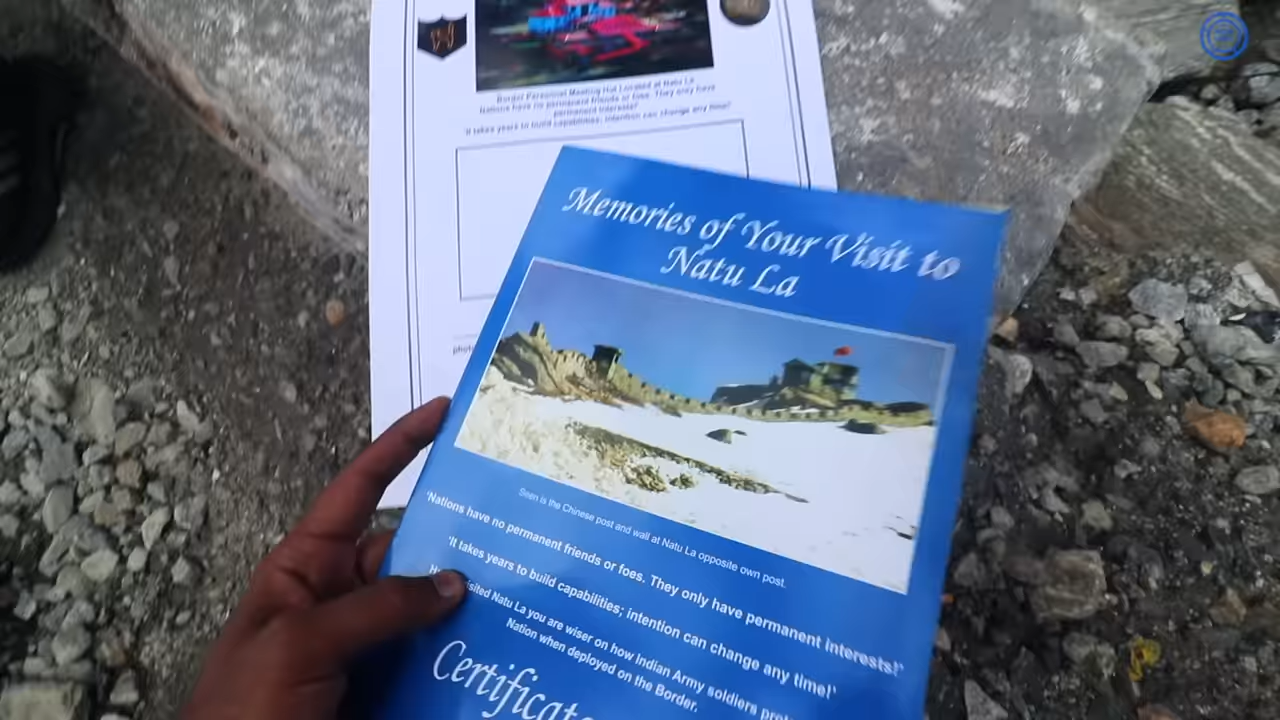 Border Personnel Meeting Hut Located at Natu La
Nations have no permanent friends or foes. They only have
permanent interests!'
'It takes years to build capabilities; intention can change any time!'
Memories of Your Visit to
Natu La
Seen is the Chinese post and wall at Natu La opposite own post.
'Nations have no permanent friends or foes. They only have permanent interests!'
'It takes years to build capabilities; intention can change any time!'
visited Natu La you are wiser on how Indian Army soldiers
Nation when deployed on the Border.